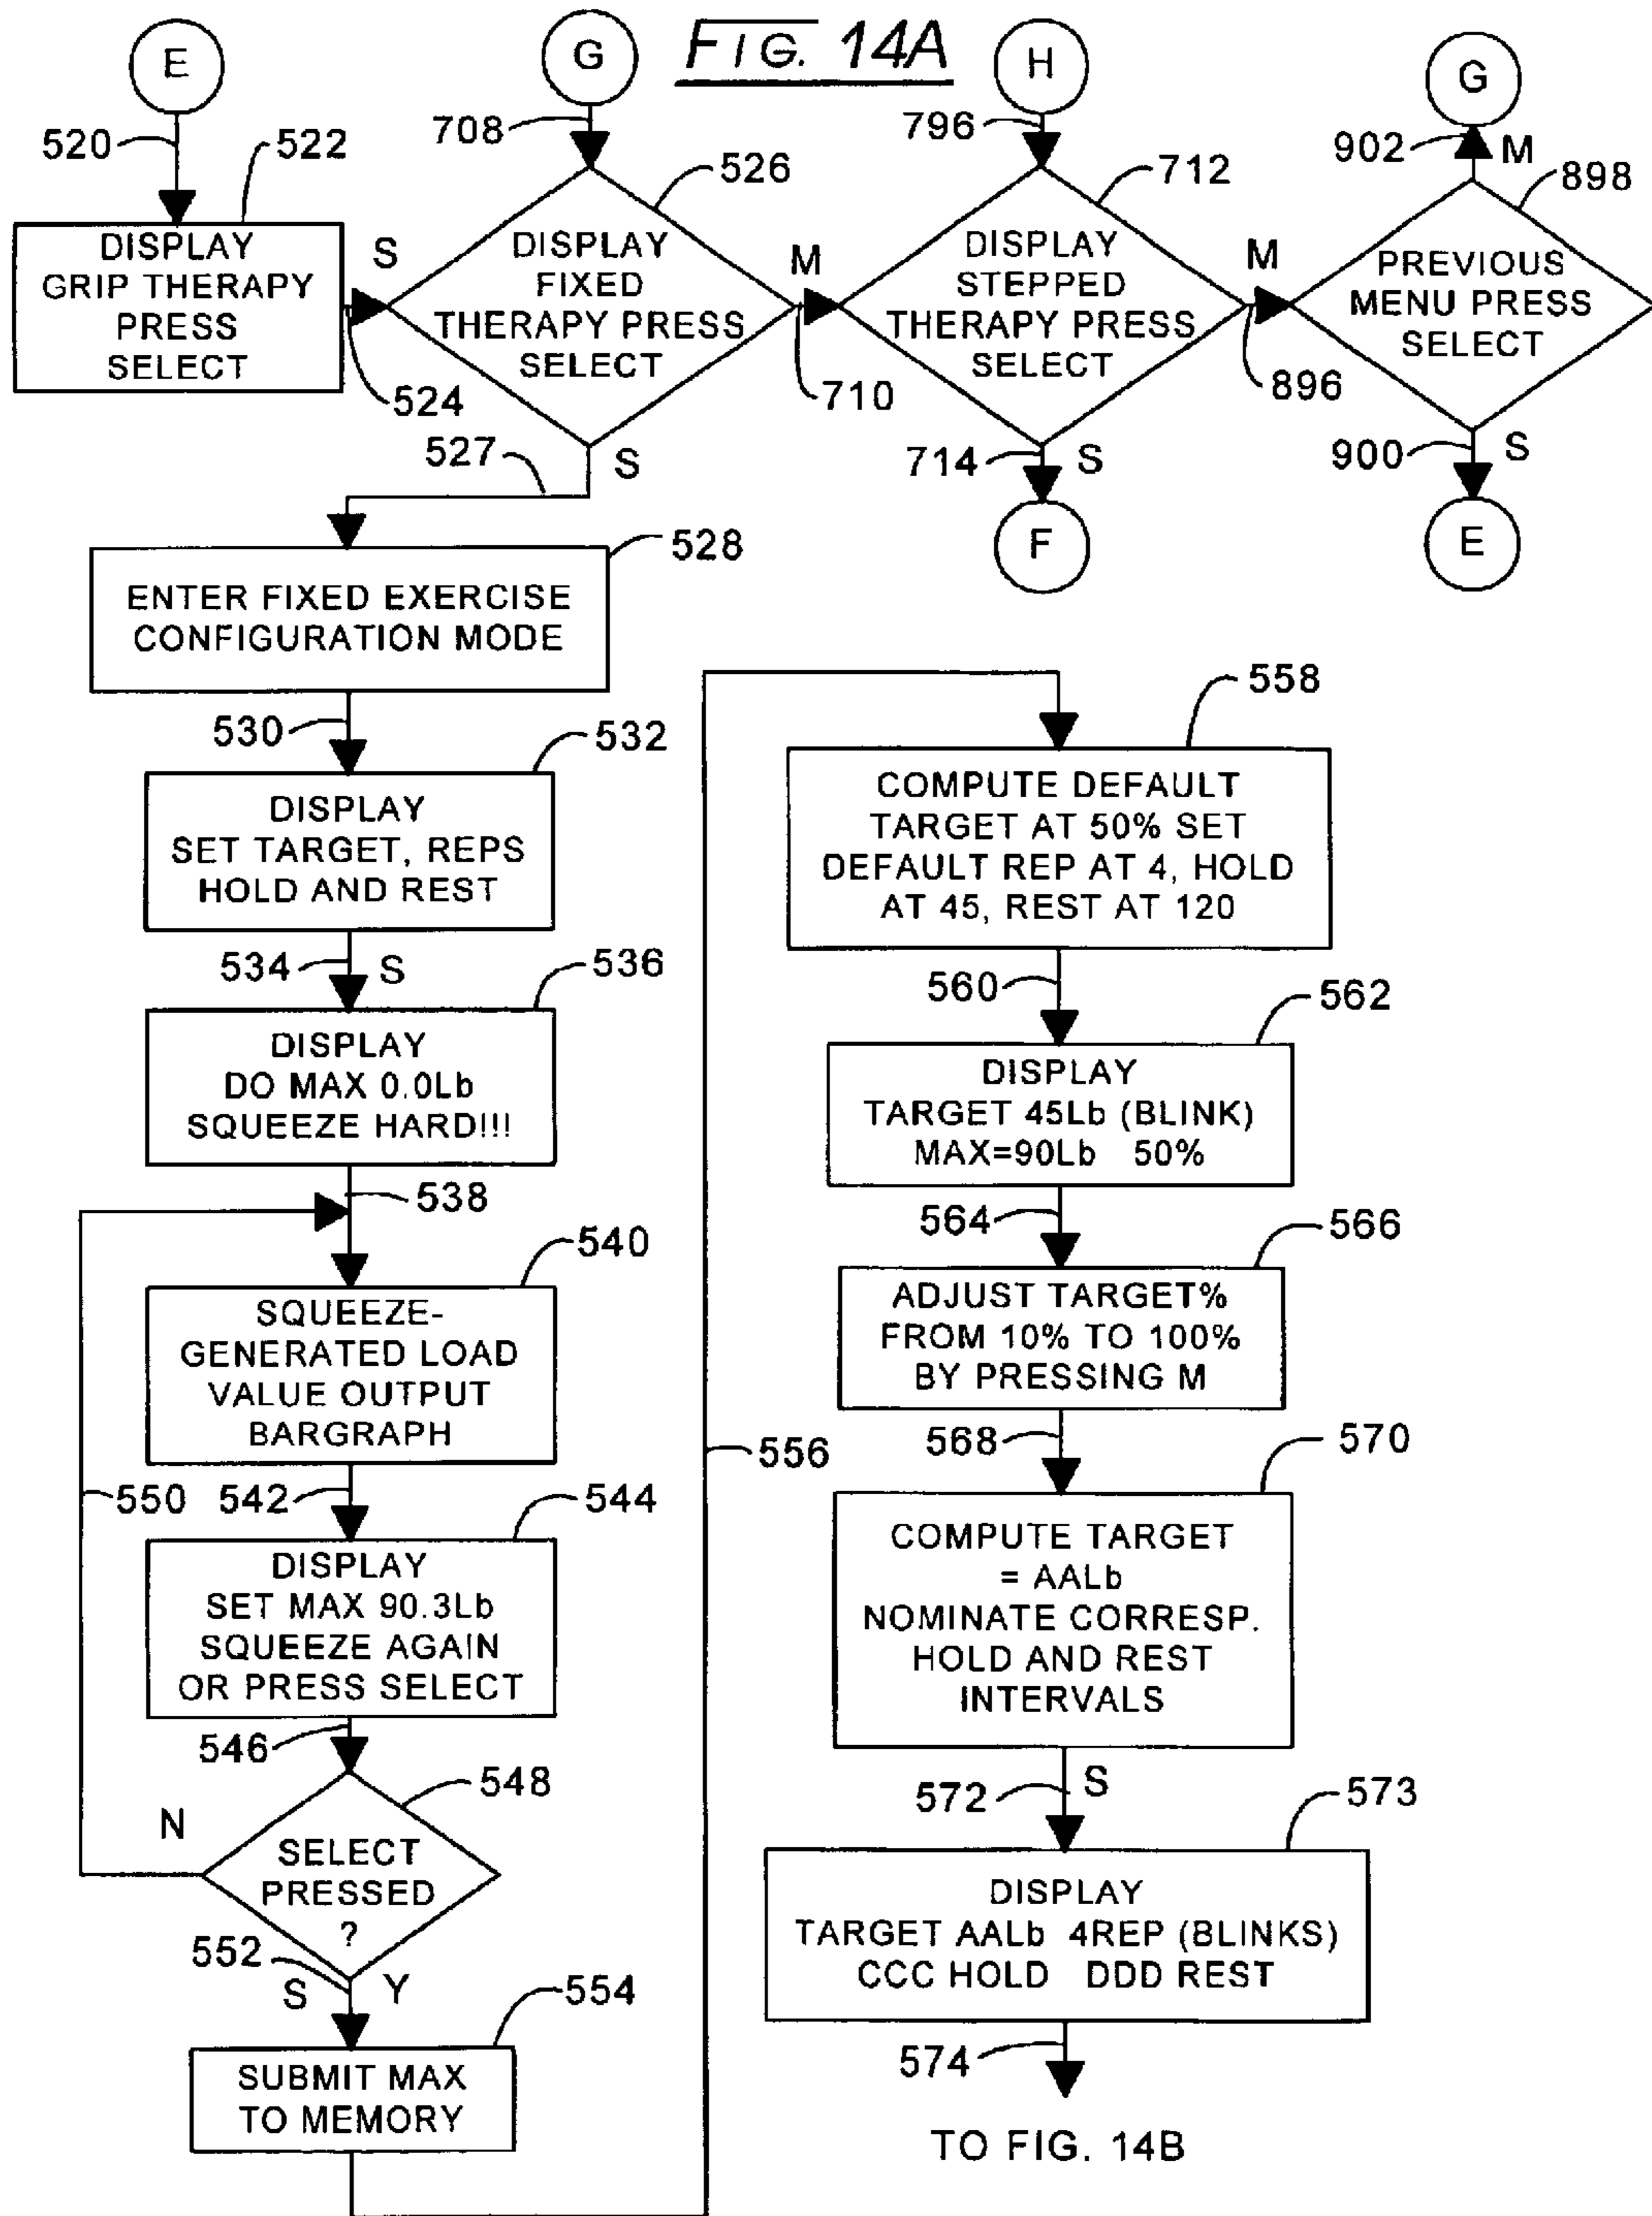 FIG. 14A
E
G
H
G
520
522
708
526
796
712
902
M
898
DISPLAY
GRIP THERAPY
PRESS
SELECT
S
524
DISPLAY
FIXED
THERAPY PRESS
SELECT
M
710
DISPLAY
STEPPED
THERAPY PRESS
SELECT
M
896
PREVIOUS
MENU PRESS
SELECT
527
S
714
S
F
900
S
E
528
ENTER FIXED EXERCISE
CONFIGURATION MODE
530
532
DISPLAY
SET TARGET, REPS
HOLD AND REST
534
S
536
DISPLAY
DO MAX 0.0Lb
SQUEEZE HARD!!!
538
540
SQUEEZE-
GENERATED LOAD
VALUE OUTPUT
BARGRAPH
550
542
544
DISPLAY
SET MAX 90.3Lb
SQUEEZE AGAIN
OR PRESS SELECT
546
548
N
SELECT
PRESSED
?
552
S
Y
554
SUBMIT MAX
TO MEMORY
556
558
COMPUTE DEFAULT
TARGET AT 50% SET
DEFAULT REP AT 4, HOLD
AT 45, REST AT 120
560
562
DISPLAY
TARGET 45Lb (BLINK)
MAX=90Lb 50%
564
566
ADJUST TARGET%
FROM 10% TO 100%
BY PRESSING M
568
570
COMPUTE TARGET
= AALb
NOMINATE CORRESP.
HOLD AND REST
INTERVALS
572
S
573
DISPLAY
TARGET AALb 4REP (BLINKS)
CCC HOLD DDD REST
574
TO FIG. 14B